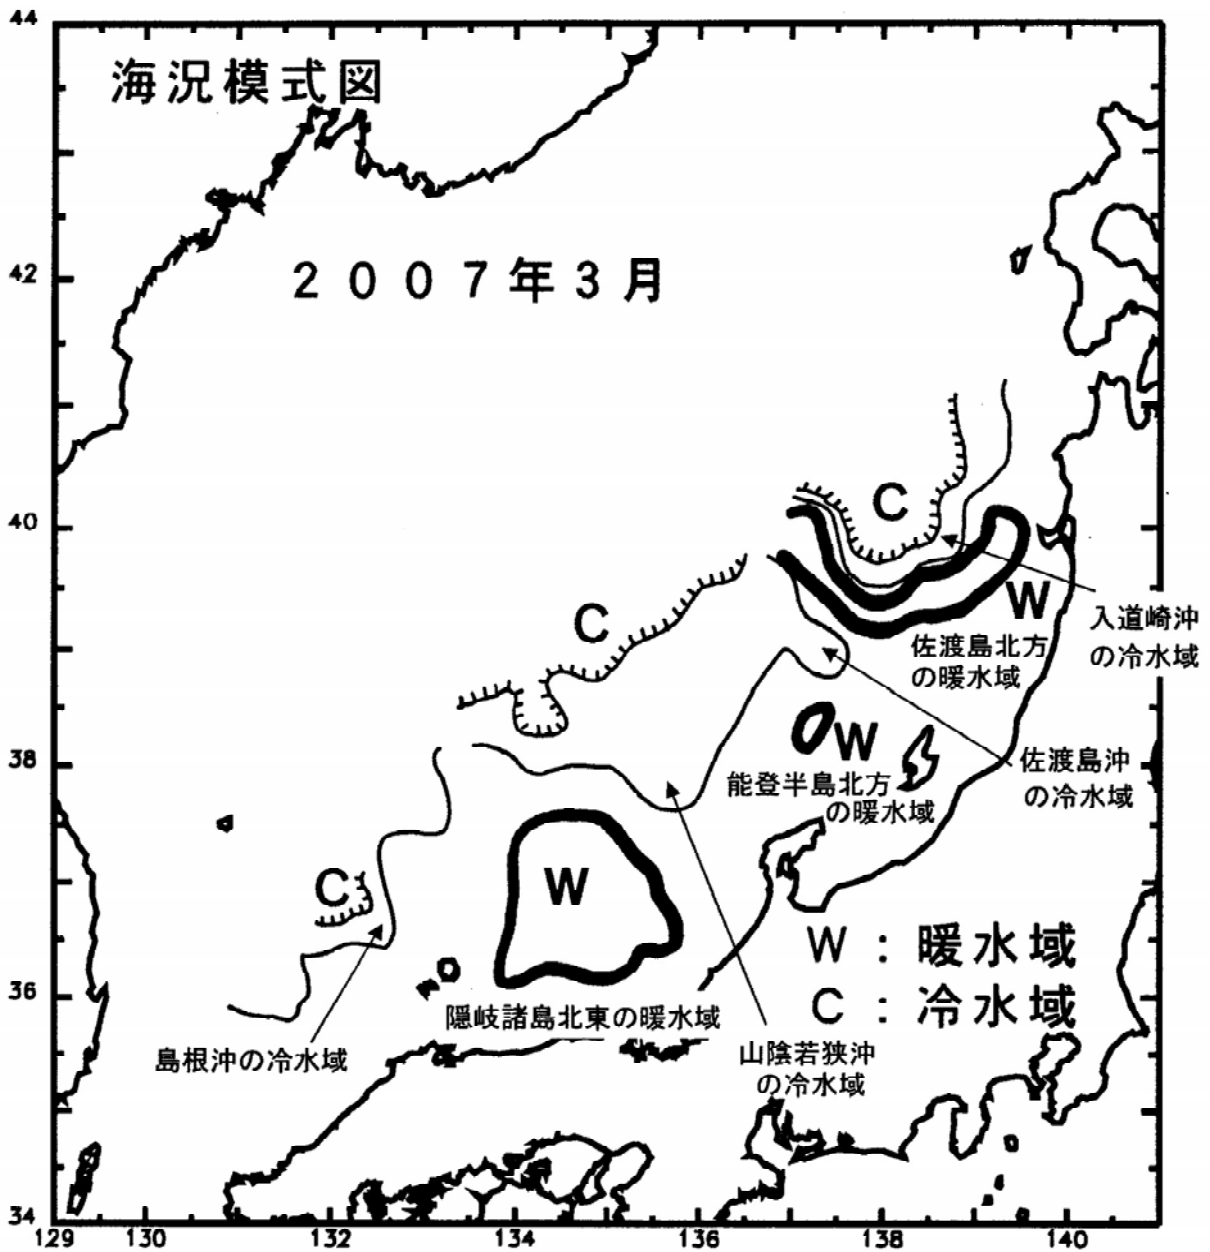 44
海況模式図
42
2007年3月
C
40
C
W
入道崎沖
の冷水域
佐渡島北方
の暖水域
W
38
佐渡島沖
の冷水域
能登半島北方
の暖水域
C
W
W：暖水域
36
C：冷水域
隠岐諸島北東の暖水域
島根沖の冷水域
山陰若狭沖
の冷水域
34
129 130 132 134 136 138 140